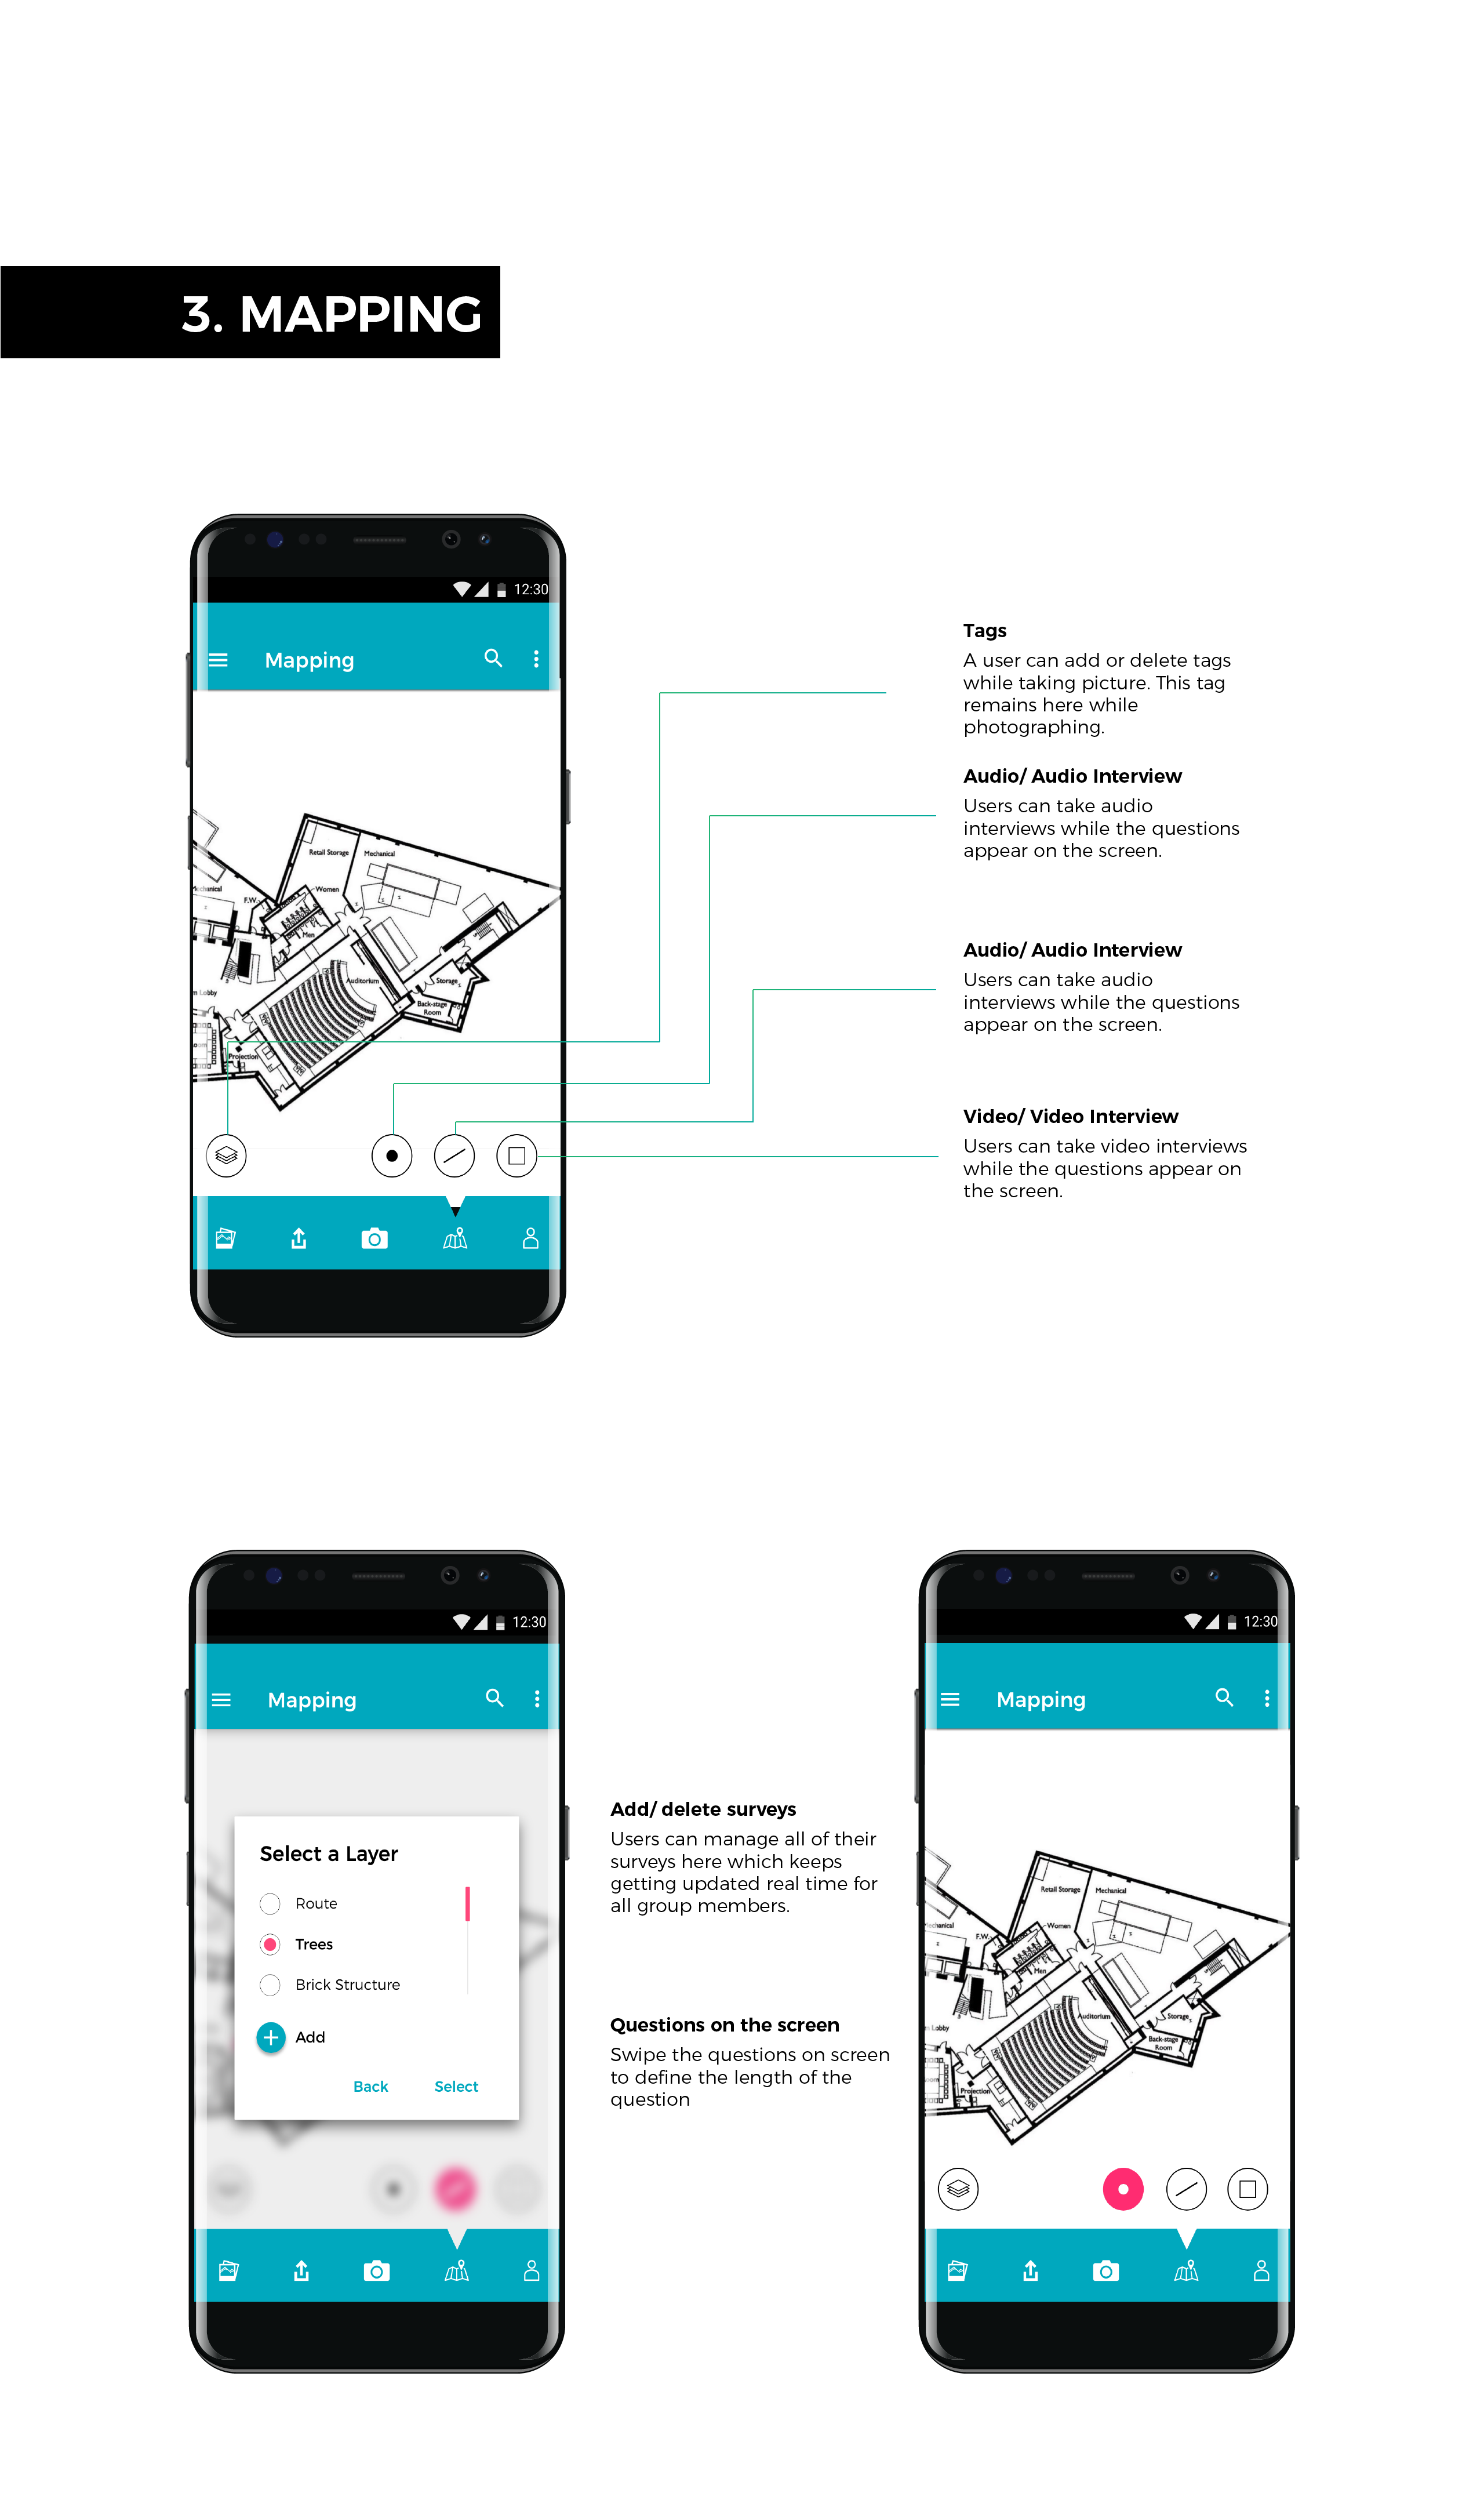 3. MAPPING
12:30
Mapping
Tags
A user can add or delete tags
while taking picture. This tag
remains here while
photographing.
Audio/ Audio Interview
Users can take audio
interviews while the questions
appear on the screen.
Audio/ Audio Interview
Users can take audio
interviews while the questions
appear on the screen.
Video/ Video Interview
Users can take video interviews
while the questions appear on
the screen.
Retail Storage
Mechanical
Women
F.W.
Men
Auditorium
Storage
Lobby
Back-stage
Room
Projection
12:30
Mapping
Select a Layer
Route
Trees
Brick Structure
Add
Back
Select
Add/ delete surveys
Users can manage all of their
surveys here which keeps
getting updated real time for
all group members.
Questions on the screen
Swipe the questions on screen
to define the length of the
question
12:30
Mapping
Retail Storage
Mechanical
Women
F.W.
Men
Auditorium
Storage
Lobby
Back-stage
Room
Projection